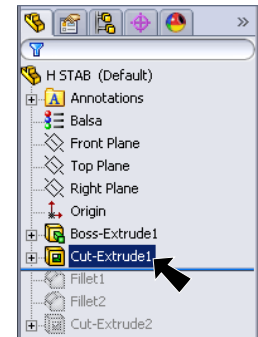 H STAB (Default)
Annotations
Balsa
Front Plane
Top Plane
Right Plane
Origin
Boss-Extrude1
Cut-Extrude1
Fillet1
Fillet2
Cut-Extrude2